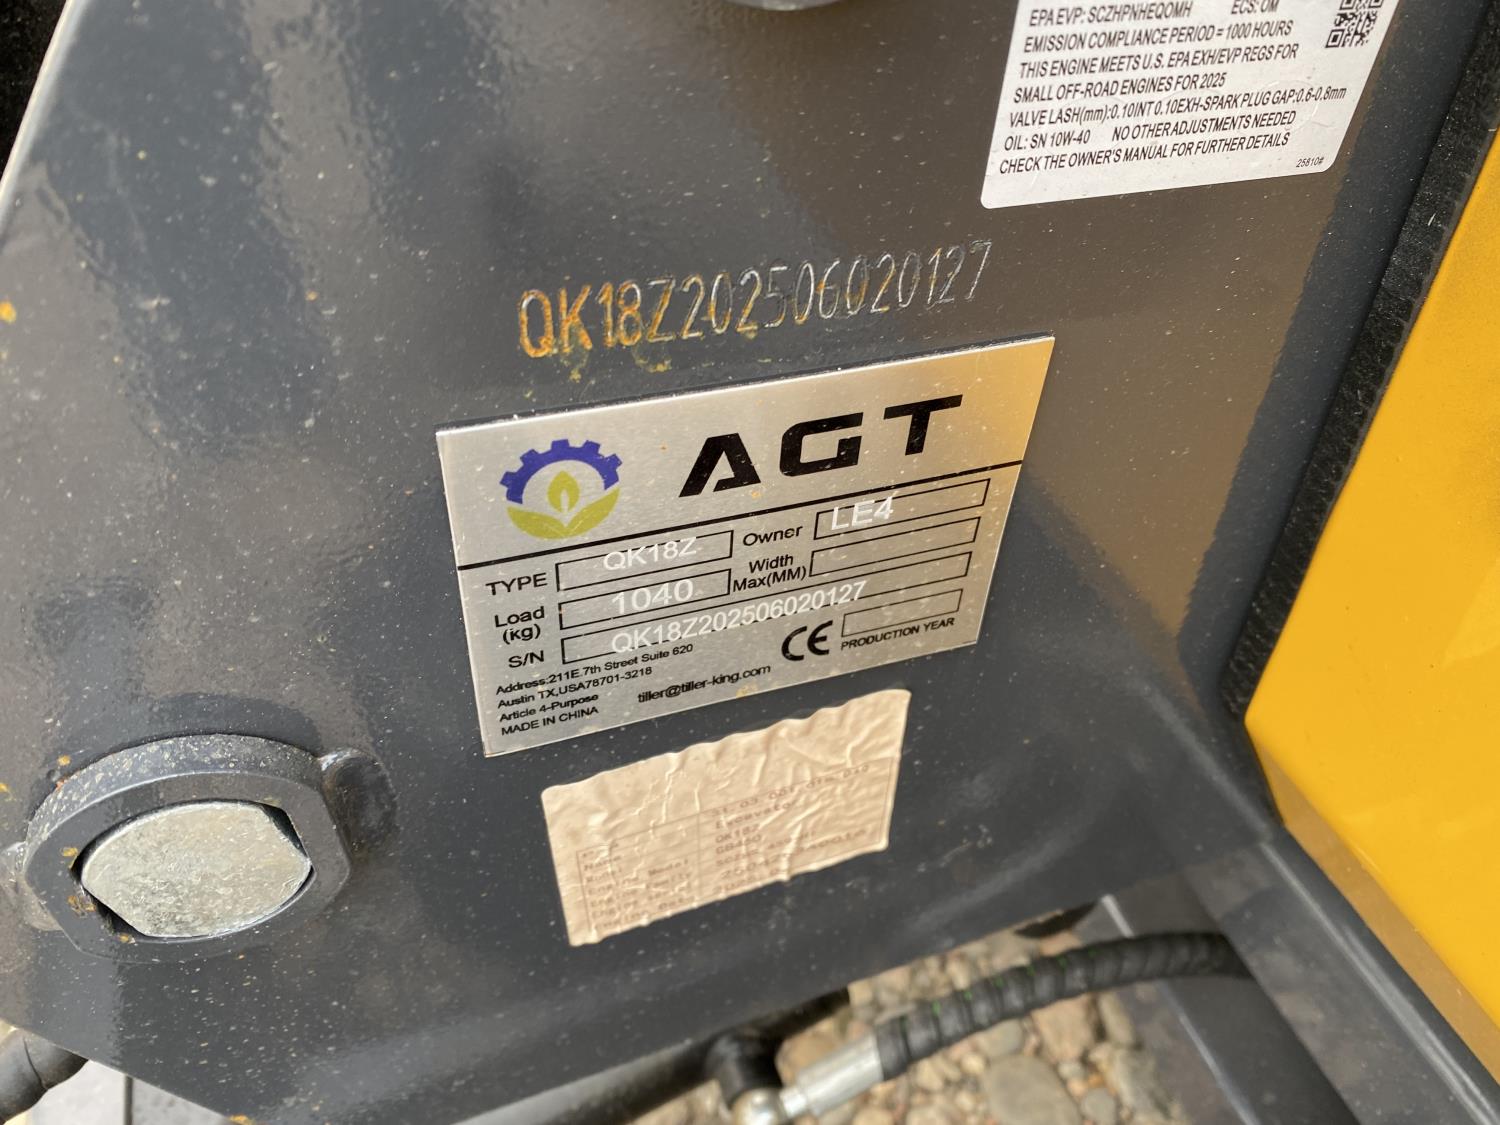 EPA EVP: SCZHPNHEQOMH ECS: OM
EMISSION COMPLIANCE PERIOD = 1000 HOURS
THIS ENGINE MEETS U.S. EPA EXH/EVP REGS FOR
SMALL OFF-ROAD ENGINES FOR 2025
VALVE LASH(mm):0.10INT 0.10EXH-SPARK PLUG GAP:0.6-0.8mm
OIL: SN 10W-40 NO OTHER ADJUSTMENTS NEEDED
CHECK THE OWNER'S MANUAL FOR FURTHER DETAILS
25810#
QK18Z202506020127
AGT
TYPE QK18Z Owner LE4
Load (kg) 1040 Width Max(MM)
S/N QK18Z202506020127
Address:211E.7th Street Suite 620
Austin TX,USA78701-3218
Article 4-Purpose
MADE IN CHINA
tiller@tiller-king.com
CE
PRODUCTION YEAR
Excavator
QK18Z